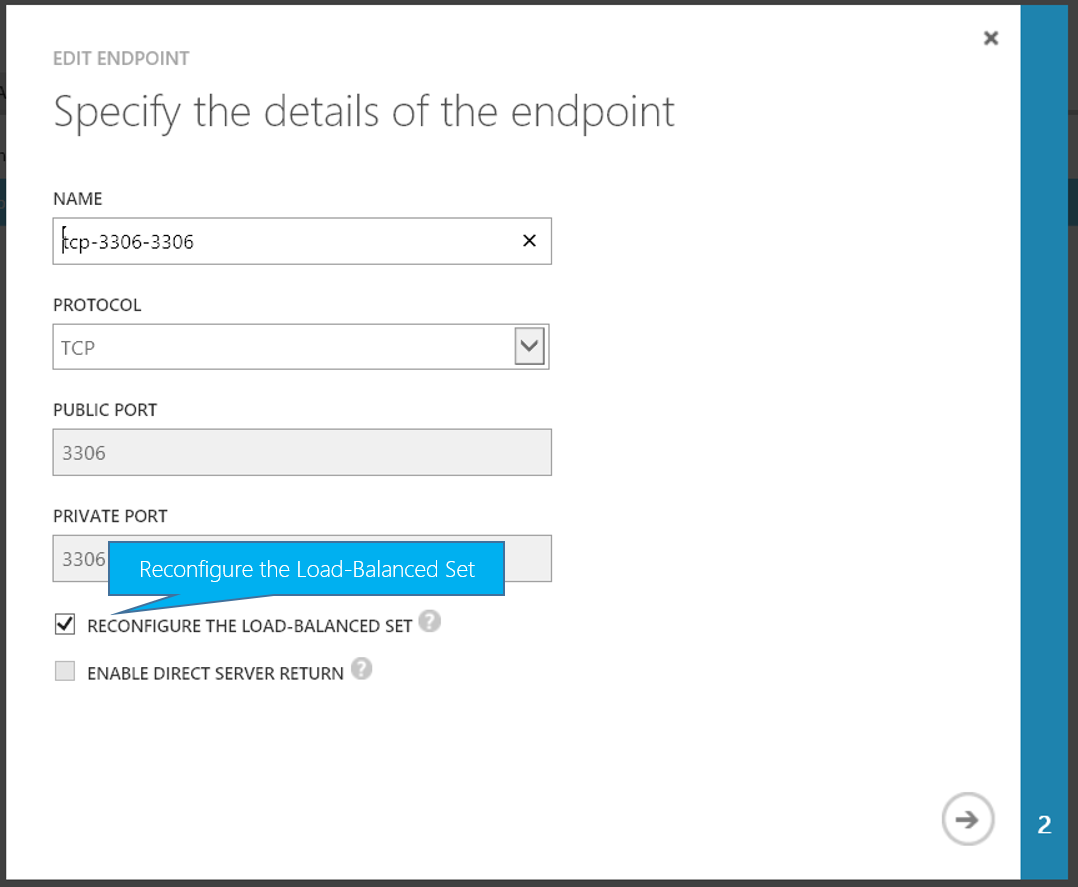 EDIT ENDPOINT
Specify the details of the endpoint
NAME
tcp-3306-3306
PROTOCOL
TCP
PUBLIC PORT
3306
PRIVATE PORT
3306
Reconfigure the Load-Balanced Set
RECONFIGURE THE LOAD-BALANCED SET ?
ENABLE DIRECT SERVER RETURN ?
2